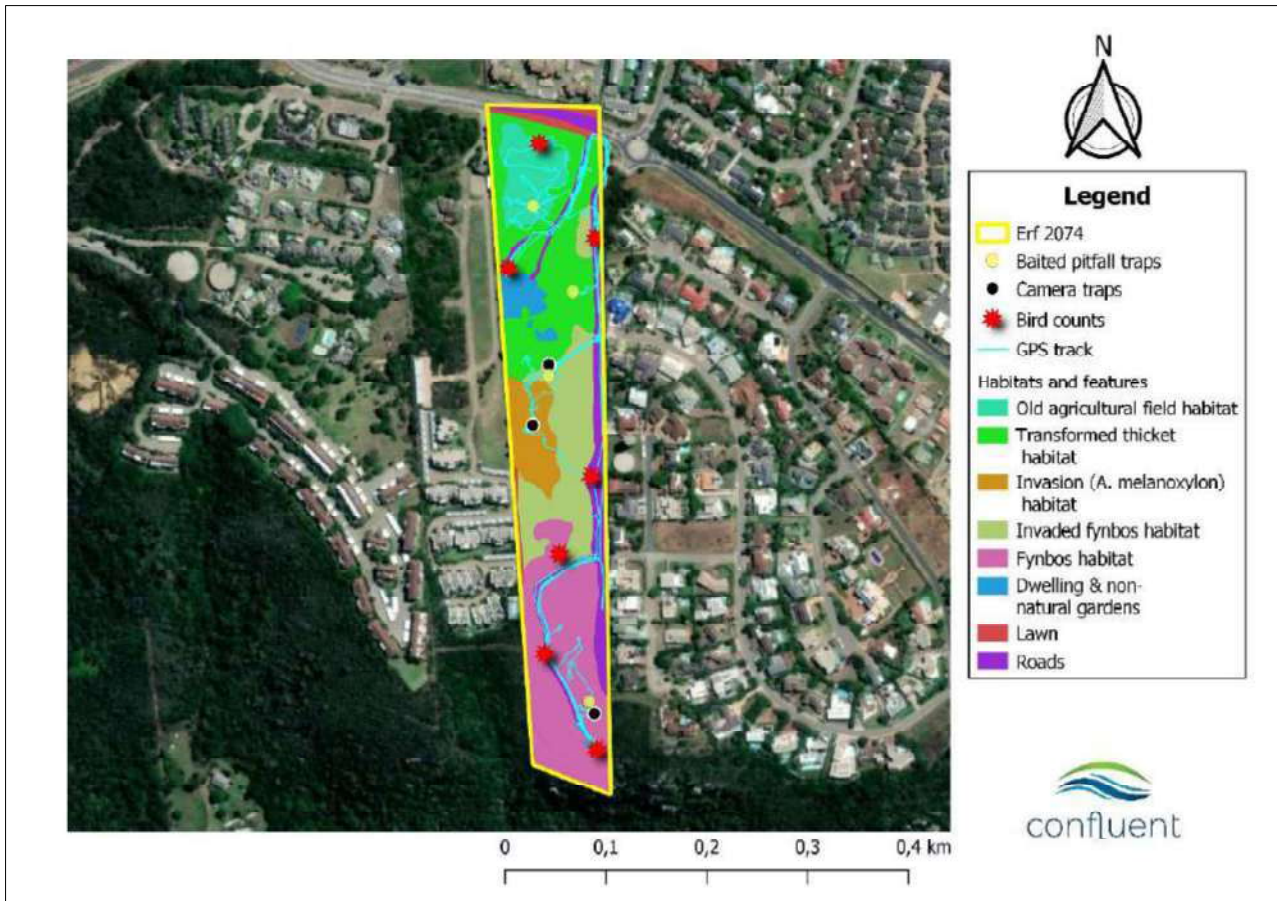 N
Legend
Erf 2074
Baited pitfall traps
Camera traps
Bird counts
GPS track
Habitats and features
Old agricultural field habitat
Transformed thicket
habitat
Invasion (A. melanoxylon)
habitat
Invaded fynbos habitat
Fynbos habitat
Dwelling & non-
natural gardens
Lawn
Roads
confluent
0 0,1 0,2 0,3 0,4 km